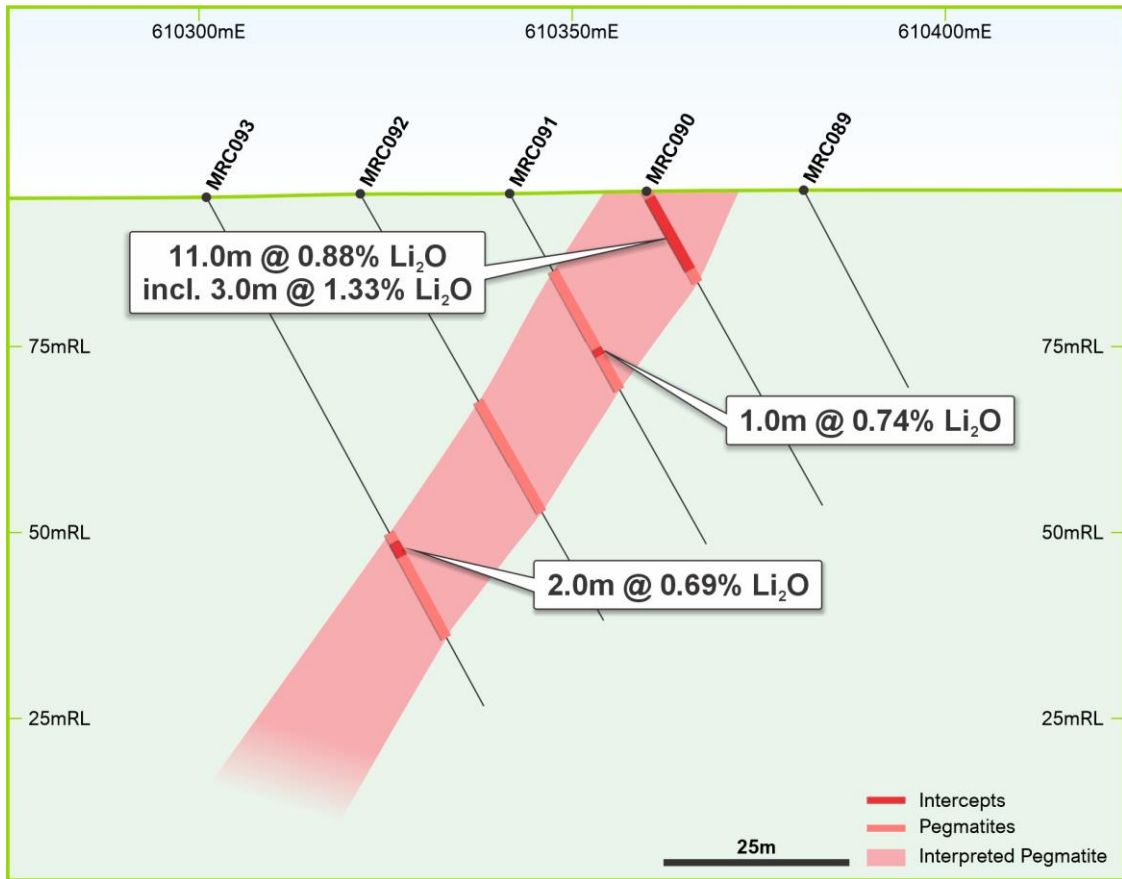 610300mE
610350mE
610400mE
MRC093
MRC092
MRC091
MRC090
MRC089
11.0m @ 0.88% Li₂O
incl. 3.0m @ 1.33% Li₂O
75mRL
75mRL
1.0m @ 0.74% Li₂O
50mRL
50mRL
2.0m @ 0.69% Li₂O
25mRL
25mRL
Intercepts
Pegmatites
Interpreted Pegmatite
25m